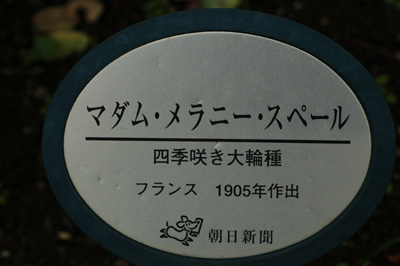 マダム・メラニー・スペール
四季咲き大輪種
フランス 1905年作出
朝日新聞